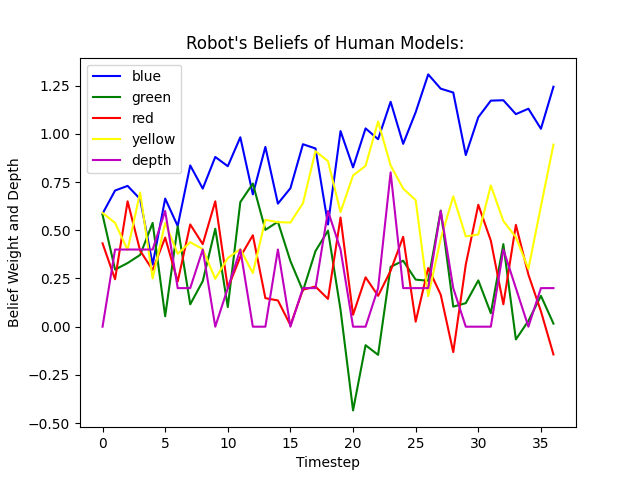 Robot's Beliefs of Human Models:
blue
green
red
yellow
depth
Belief Weight and Depth
1.25
1.00
0.75
0.50
0.25
0.00
−0.25
−0.50
0 5 10 15 20 25 30 35
Timestep